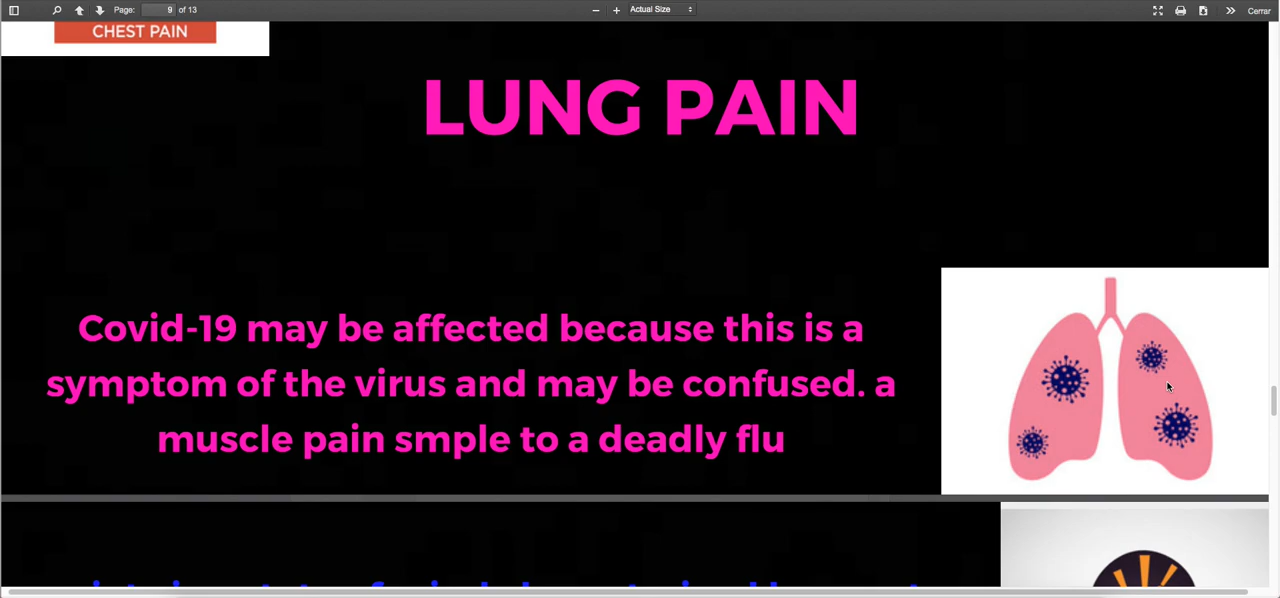 Page: 9 of 13
Actual Size
Cerrar
CHEST PAIN
LUNG PAIN
Covid-19 may be affected because this is a
symptom of the virus and may be confused. a
muscle pain smple to a deadly flu